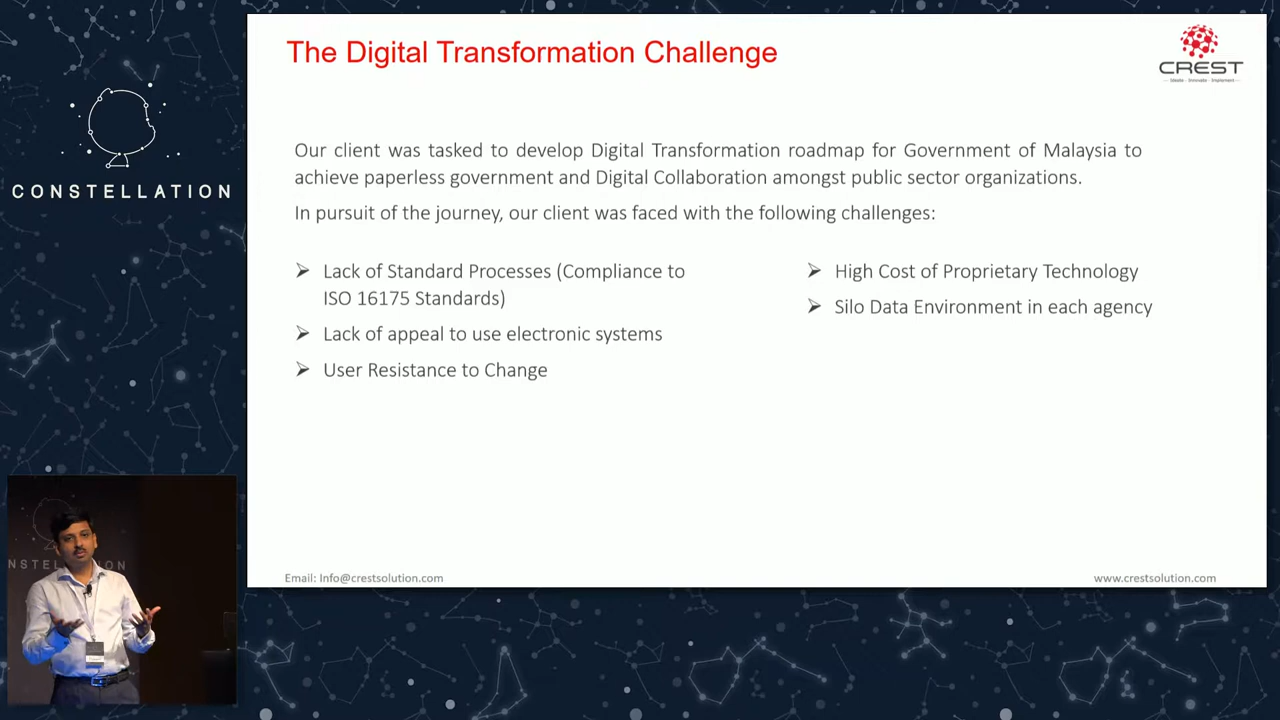 The Digital Transformation Challenge
CREST
CONSTELLATION
Our client was tasked to develop Digital Transformation roadmap for Government of Malaysia to
achieve paperless government and Digital Collaboration amongst public sector organizations.
In pursuit of the journey, our client was faced with the following challenges:
➢ Lack of Standard Processes (Compliance to
ISO 16175 Standards)
➢ Lack of appeal to use electronic systems
➢ User Resistance to Change
➢ High Cost of Proprietary Technology
➢ Silo Data Environment in each agency
NSTEL ATION
Email: Info@crestsolution.com
www.crestsolution.com